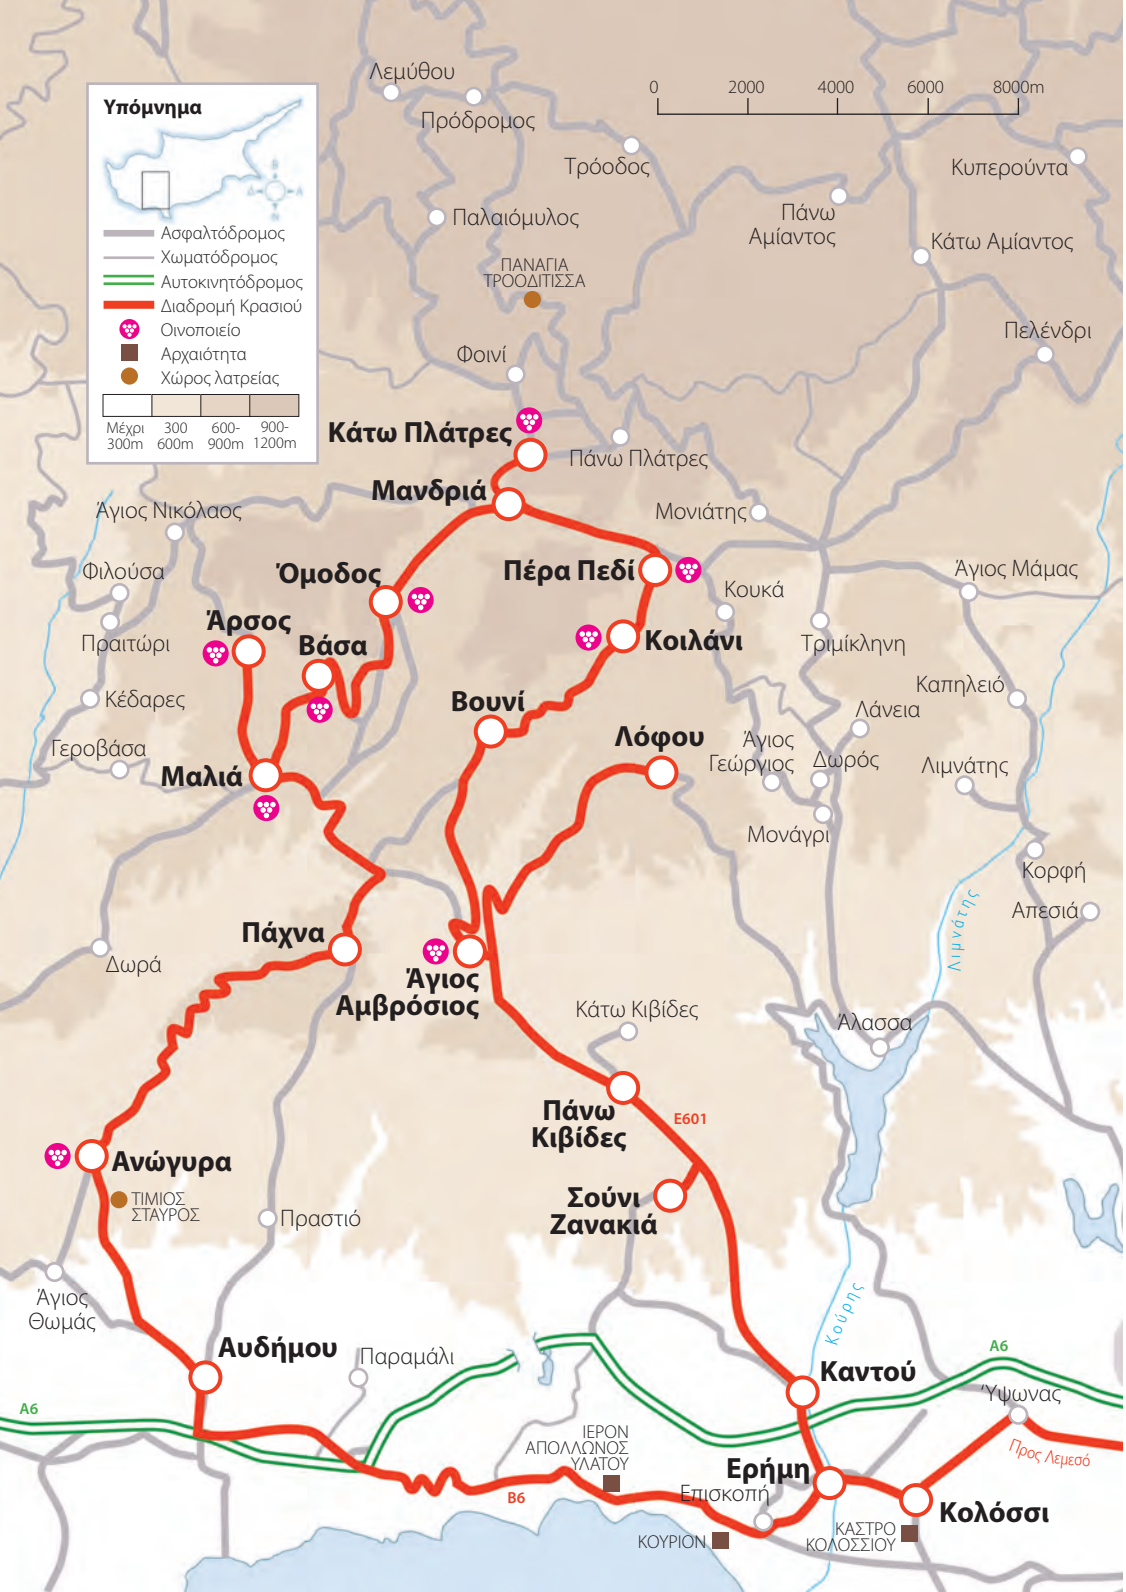 Υπόμνημα
Β
Δ
Α
Ν
Ασφαλτόδρομος
Χωματόδρομος
Αυτοκινητόδρομος
Διαδρομή Κρασιού
Οινοποιείο
Αρχαιότητα
Χώρος λατρείας
Μέχρι 300m
300 600m
600- 900m
900- 1200m
0 2000 4000 6000 8000m
Λεμύθου
Πρόδρομος
Τρόοδος
Κυπερούντα
Παλαιόμυλος
Πάνω
Αμίαντος
Κάτω Αμίαντος
ΠΑΝΑΓΙΑ
ΤΡΟΟΔΙΤΙΣΣΑ
Πελένδρι
Φοινί
Κάτω Πλάτρες
Πάνω Πλάτρες
Μανδριά
Άγιος Νικόλαος
Μονιάτης
Φιλούσα
Όμοδος
Πέρα Πεδί
Άγιος Μάμας
Κουκά
Άρσος
Πραιτώρι
Βάσα
Κοιλάνι
Τριμίκληνη
Κέδαρες
Βουνί
Καπηλειό
Λάνεια
Γεροβάσα
Λόφου
Άγιος
Γεώργιος
Δωρός
Λιμνάτης
Μαλιά
Μονάγρι
Κορφή
Απεσιά
Λιμνάτης
Πάχνα
Δωρά
Άγιος
Αμβρόσιος
Κάτω Κιβίδες
Άλασσα
Πάνω
Κιβίδες
E601
Ανώγυρα
ΤΙΜΙΟΣ
ΣΤΑΥΡΟΣ
Σούνι
Ζανακιά
Πραστιό
Άγιος
Θωμάς
Κούρης
Αυδήμου
Παραμάλι
Καντού
A6
Ύψωνας
A6
Προς Λεμεσό
ΙΕΡΟΝ
ΑΠΟΛΛΩΝΟΣ
ΥΛΑΤΟΥ
Ερήμη
Επισκοπή
B6
Κολόσσι
ΚΟΥΡΙΟΝ
ΚΑΣΤΡΟ
ΚΟΛΟΣΣΙΟΥ